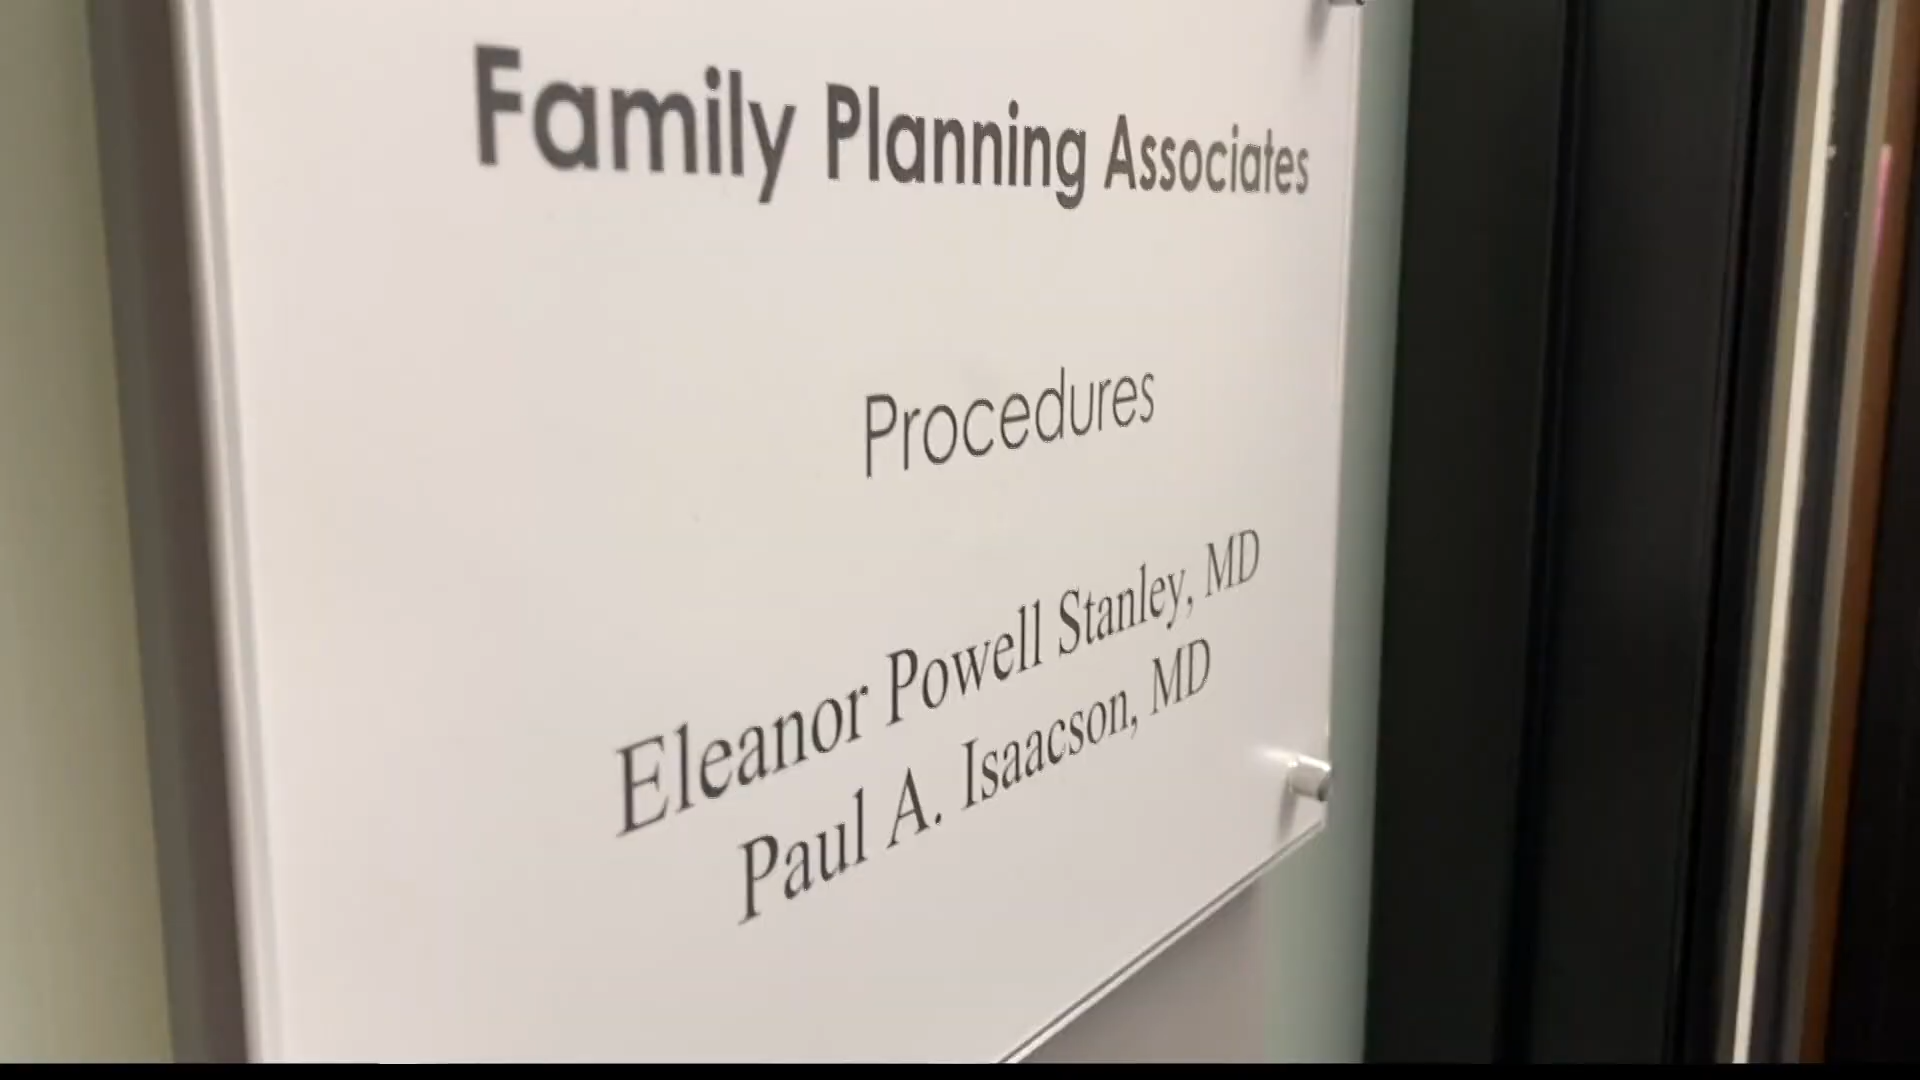 Family Planning Associates
Procedures
Eleanor Powell Stanley, MD
Paul A. Isaacson, MD